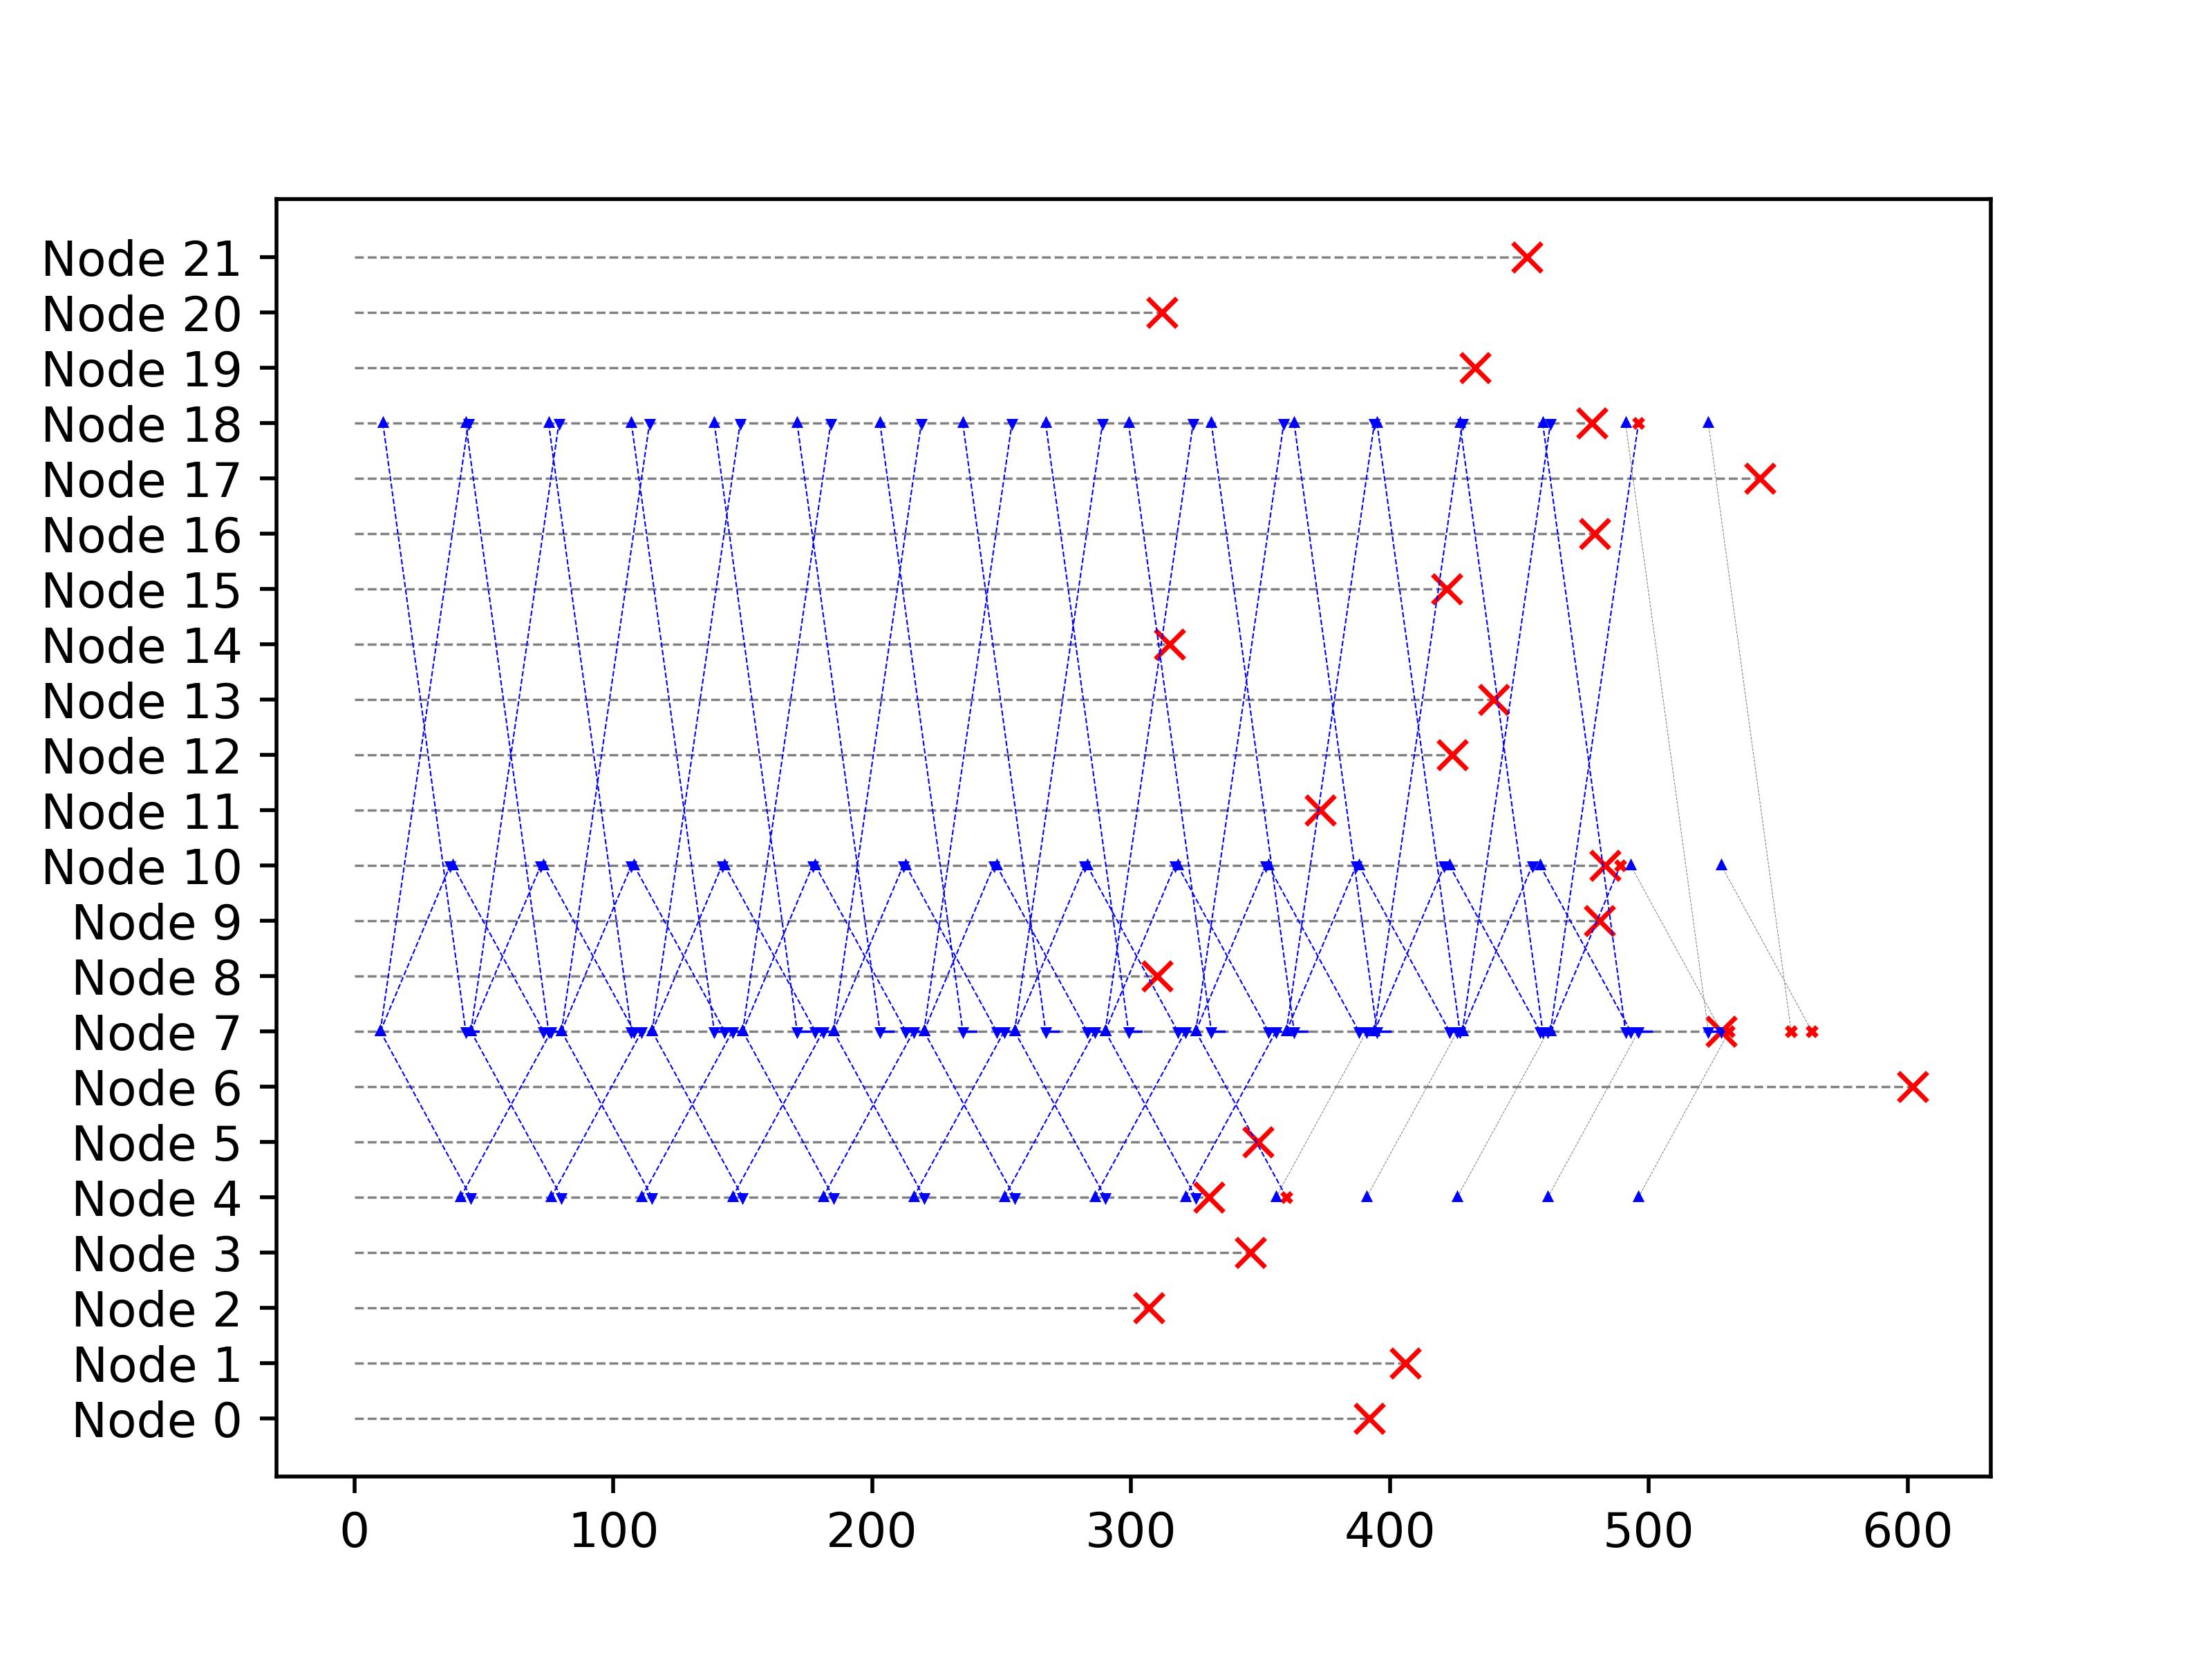 Node 21
Node 20
Node 19
Node 18
Node 17
Node 16
Node 15
Node 14
Node 13
Node 12
Node 11
Node 10
Node 9
Node 8
Node 7
Node 6
Node 5
Node 4
Node 3
Node 2
Node 1
Node 0
0 100 200 300 400 500 600